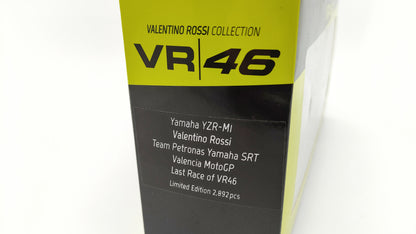 VALENTINO ROSSI COLLECTION
VR|46
Yamaha YZR-M1
Valentino Rossi
Team Petronas Yamaha SRT
Valencia MotoGP
Last Race of VR46
Limited Edition 2,892pcs